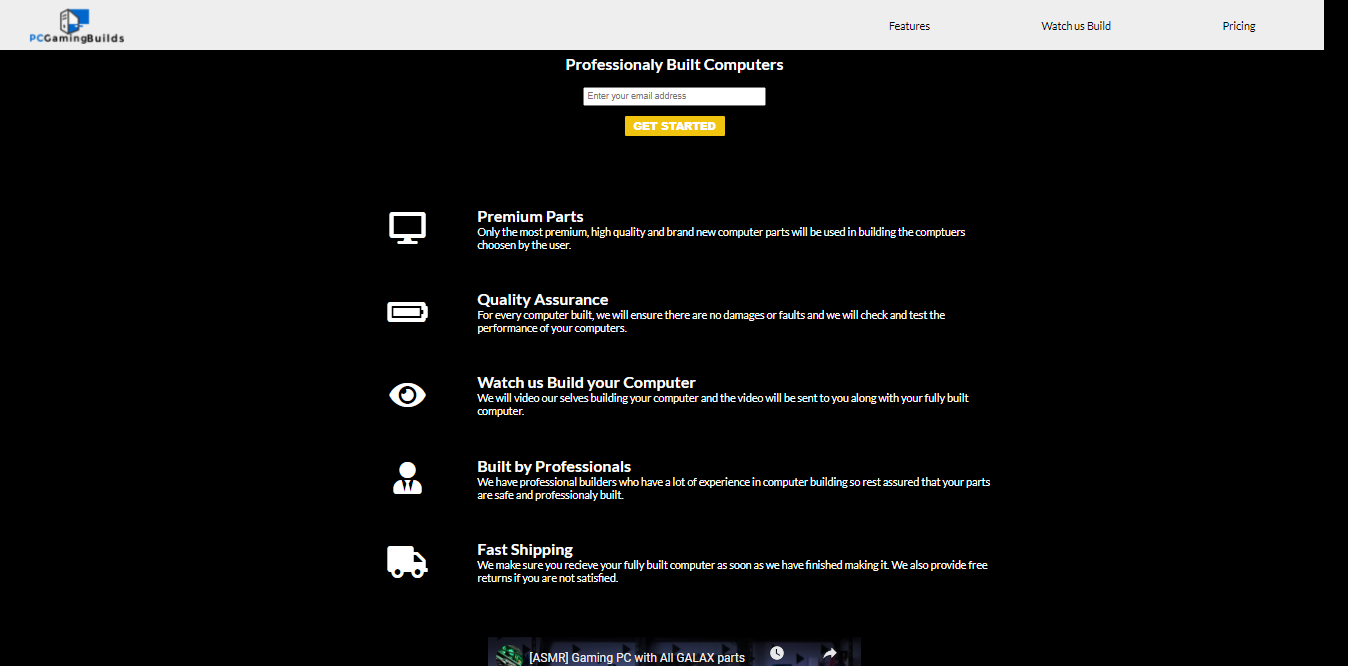 PCGamingBuilds
Features
Watch us Build
Pricing
Professionaly Built Computers
Enter your email address
GET STARTED
Premium Parts
Only the most premium, high quality and brand new computer parts will be used in building the comptuers
choosen by the user.
Quality Assurance
For every computer built, we will ensure there are no damages or faults and we will check and test the
performance of your computers.
Watch us Build your Computer
We will video our selves building your computer and the video will be sent to you along with your fully built
computer.
Built by Professionals
We have professional builders who have a lot of experience in computer building so rest assured that your parts
are safe and professionaly built.
Fast Shipping
We make sure you recieve your fully built computer as soon as we have finished making it. We also provide free
returns if you are not satisfied.
[ASMR] Gaming PC with All GALAX parts